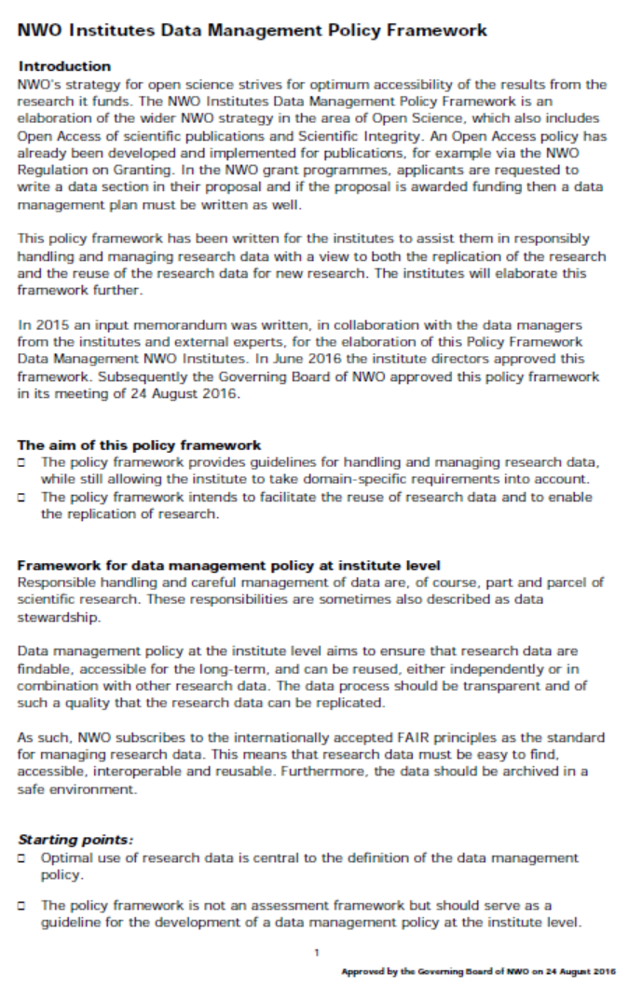 NWO Institutes Data Management Policy Framework
Introduction
NWO's strategy for open science strives for optimum accessibility of the results from the
research it funds. The NWO Institutes Data Management Policy Framework is an
elaboration of the wider NWO strategy in the area of Open Science, which also includes
Open Access of scientific publications and Scientific Integrity. An Open Access policy has
already been developed and implemented for publications, for example via the NWO
Regulation on Granting. In the NWO grant programmes, applicants are requested to
write a data section in their proposal and if the proposal is awarded funding then a data
management plan must be written as well.
This policy framework has been written for the institutes to assist them in responsibly
handling and managing research data with a view to both the replication of the research
and the reuse of the research data for new research. The institutes will elaborate this
framework further.
In 2015 an input memorandum was written, in collaboration with the data managers
from the institutes and external experts, for the elaboration of this Policy Framework
Data Management NWO Institutes. In June 2016 the institute directors approved this
framework. Subsequently the Governing Board of NWO approved this policy framework
in its meeting of 24 August 2016.
The aim of this policy framework
□ The policy framework provides guidelines for handling and managing research data,
while still allowing the institute to take domain-specific requirements into account.
□ The policy framework intends to facilitate the reuse of research data and to enable
the replication of research.
Framework for data management policy at institute level
Responsible handling and careful management of data are, of course, part and parcel of
scientific research. These responsibilities are sometimes also described as data
stewardship.
Data management policy at the institute level aims to ensure that research data are
findable, accessible for the long-term, and can be reused, either independently or in
combination with other research data. The data process should be transparent and of
such a quality that the research data can be replicated.
As such, NWO subscribes to the internationally accepted FAIR principles as the standard
for managing research data. This means that research data must be easy to find,
accessible, interoperable and reusable. Furthermore, the data should be archived in a
safe environment.
Starting points:
□ Optimal use of research data is central to the definition of the data management
policy.
□ The policy framework is not an assessment framework but should serve as a
guideline for the development of a data management policy at the institute level.
1
Approved by the Governing Board of NWO on 24 August 2016